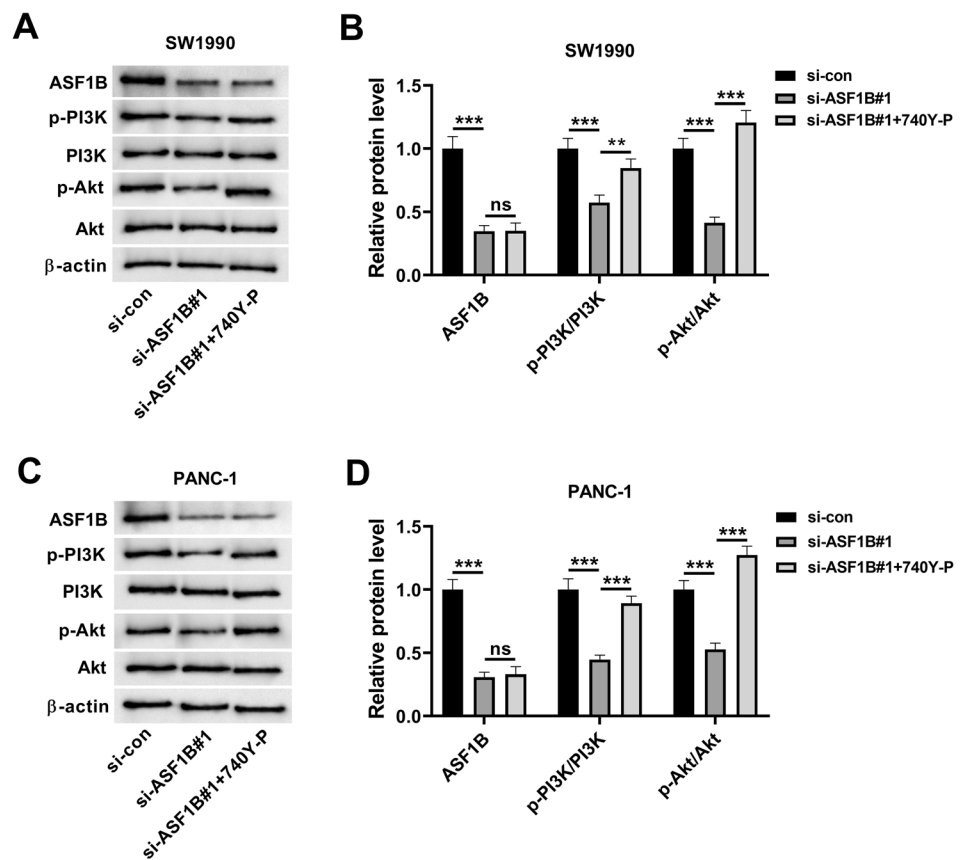 A
SW1990
ASF1B
p-PI3K
PI3K
p-Akt
Akt
β-actin
si-con
si-ASF1B#1
si-ASF1B#1+740Y-P
B
SW1990
Relative protein level
1.5
1.0
0.5
0.0
***
ns
***
**
***
***
ASF1B
p-PI3K/PI3K
p-Akt/Akt
si-con
si-ASF1B#1
si-ASF1B#1+740Y-P
C
PANC-1
ASF1B
p-PI3K
PI3K
p-Akt
Akt
β-actin
si-con
si-ASF1B#1
si-ASF1B#1+740Y-P
D
PANC-1
Relative protein level
1.5
1.0
0.5
0.0
***
ns
***
***
***
***
ASF1B
p-PI3K/PI3K
p-Akt/Akt
si-con
si-ASF1B#1
si-ASF1B#1+740Y-P